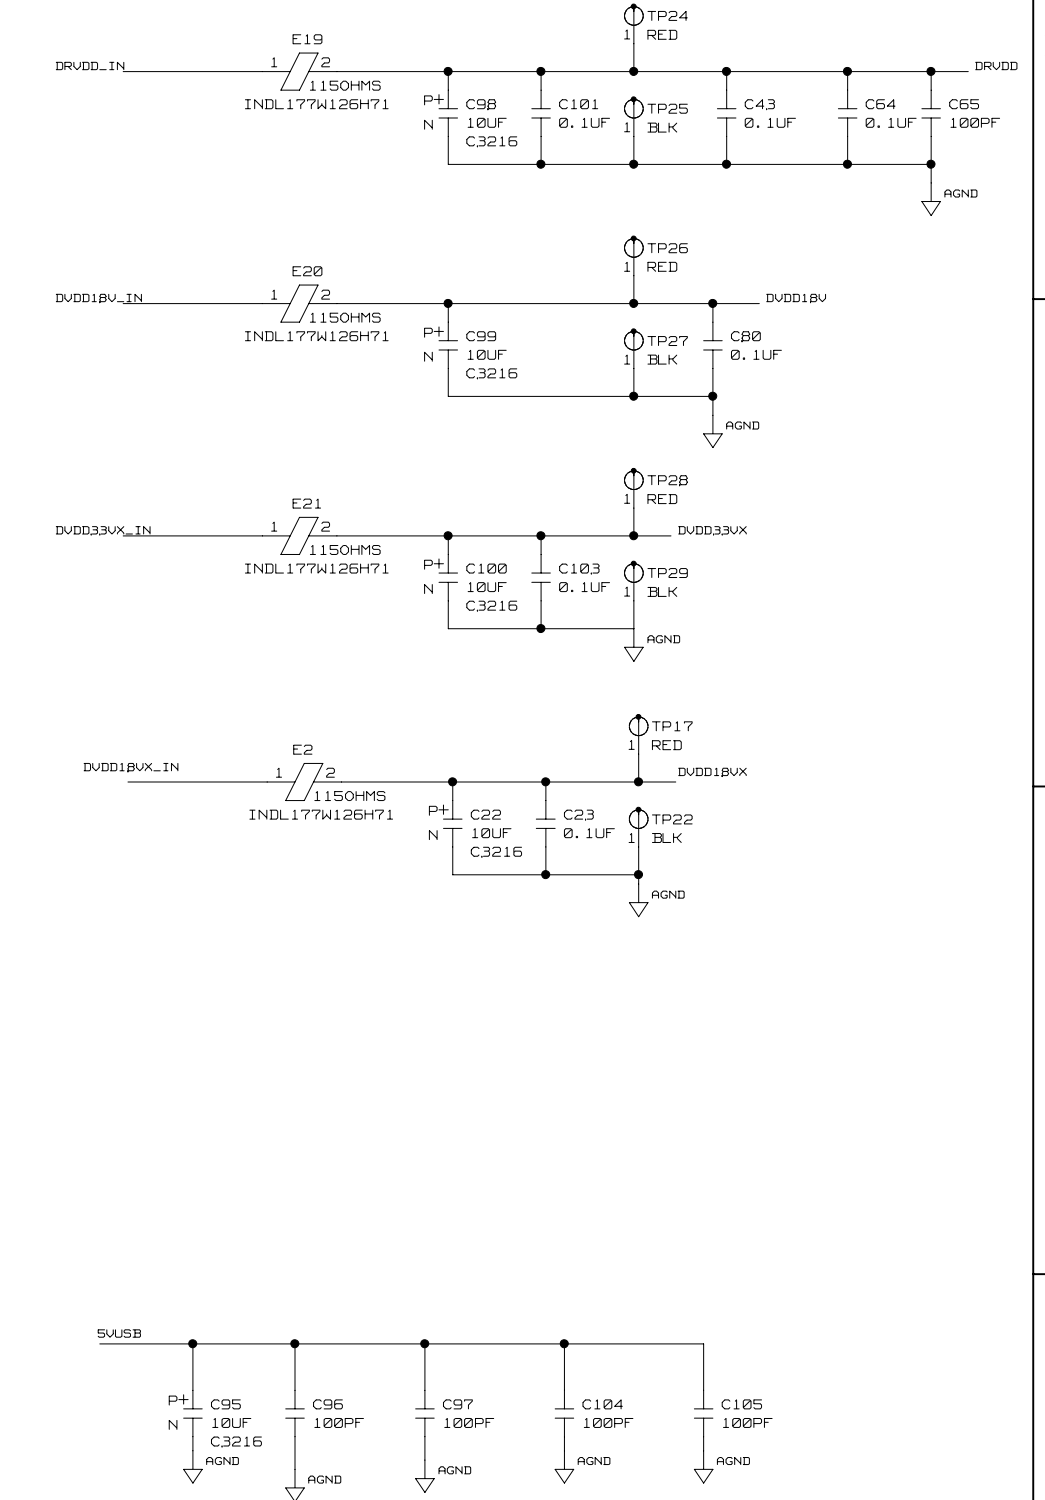 TP24
1 RED
E19
DRVDD_IN
1 2
DRVDD
115OHMS
INDL177W126H71
P+ C98
N 10UF
C3216
C101
0.1UF
TP25
1 BLK
C43
0.1UF
C64
0.1UF
C65
100PF
AGND
TP26
1 RED
E20
DVDD18V_IN
1 2
DVDD18V
115OHMS
INDL177W126H71
P+ C99
N 10UF
C3216
TP27
1 BLK
C80
0.1UF
AGND
TP28
1 RED
E21
DVDD33VX_IN
1 2
DVDD33VX
115OHMS
INDL177W126H71
P+ C100
N 10UF
C3216
C103
0.1UF
TP29
1 BLK
AGND
TP17
1 RED
E2
DVDD18VX_IN
1 2
DVDD18VX
115OHMS
INDL177W126H71
P+ C22
N 10UF
C3216
C23
0.1UF
TP22
1 BLK
AGND
5VUSB
P+ C95
N 10UF
C3216
AGND
C96
100PF
AGND
C97
100PF
AGND
C104
100PF
AGND
C105
100PF
AGND